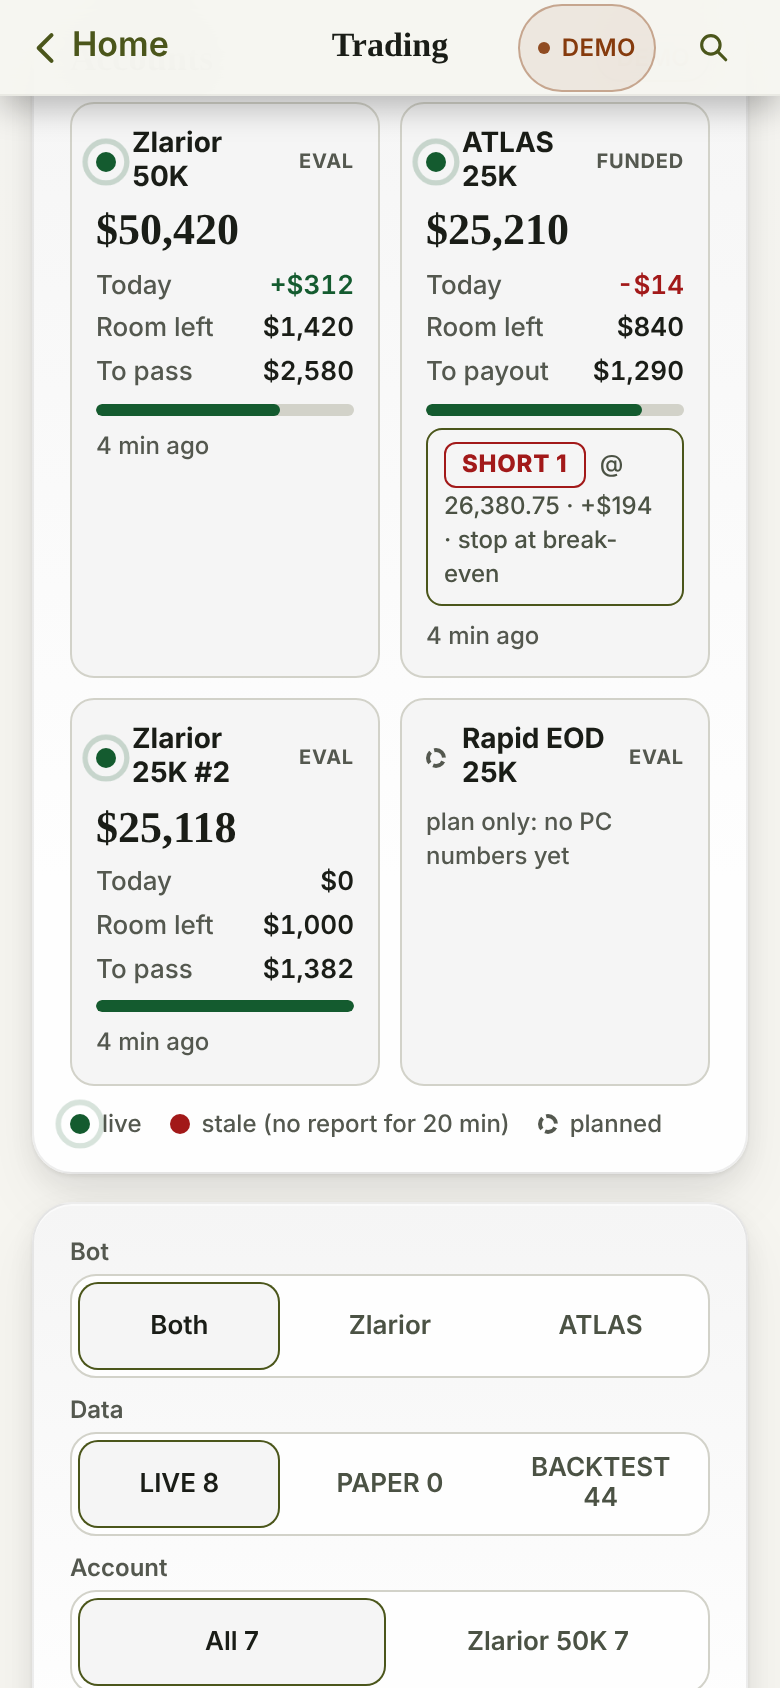 Home
Trading
DEMO
Zlarior
50K
EVAL
$50,420
Today +$312
Room left $1,420
To pass $2,580
4 min ago
ATLAS
25K
FUNDED
$25,210
Today -$14
Room left $840
To payout $1,290
SHORT 1 @
26,380.75 · +$194
· stop at break-
even
4 min ago
Zlarior
25K #2
EVAL
$25,118
Today $0
Room left $1,000
To pass $1,382
4 min ago
Rapid EOD
25K
EVAL
plan only: no PC
numbers yet
live
stale (no report for 20 min)
planned
Bot
Both
Zlarior
ATLAS
Data
LIVE 8
PAPER 0
BACKTEST
44
Account
All 7
Zlarior 50K 7